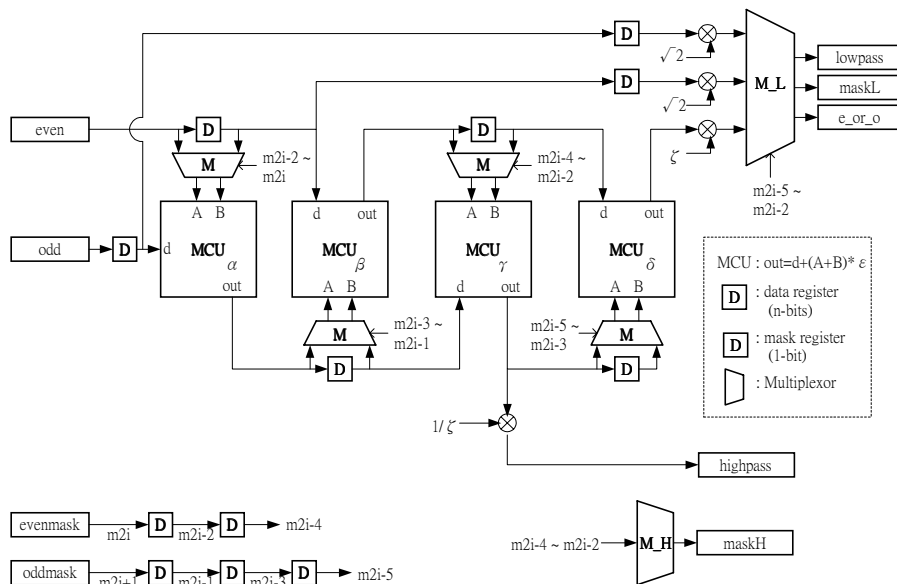 D
√2
lowpass
D
M_L
maskL
√2
even
D
D
e_or_o
M
m2i-2 ~
m2i
M
m2i-4 ~
m2i-2
ζ
m2i-5 ~
m2i-2
A B
d out
A B
d out
odd
D
d
MCU α
out
MCU β
A B
MCU γ
d out
MCU δ
A B
MCU : out=d+(A+B)* ε
D : data register
(n-bits)
D : mask register
(1-bit)
: Multiplexor
M
m2i-3 ~
m2i-1
m2i-5 ~
m2i-3
M
D
D
1/ζ
highpass
evenmask
m2i
D
m2i-2
D
m2i-4
m2i-4 ~ m2i-2
M_H
maskH
oddmask
m2i+1
D
m2i-1
D
m2i-3
D
m2i-5